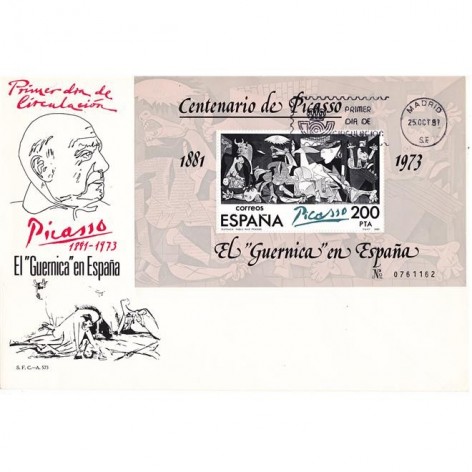 Primer dia de
Circulación
Picasso
1881-1973
El "Guernica" en España
S. F. C.–A. 571
Centenario de Picasso
1881
1973
PRIMER
DIA DE
CIRCULACION
MADRID
25 OCT 81
S E
correos
ESPAÑA
Picasso
200
PTA
El "Guernica" en España
Nº 0761162